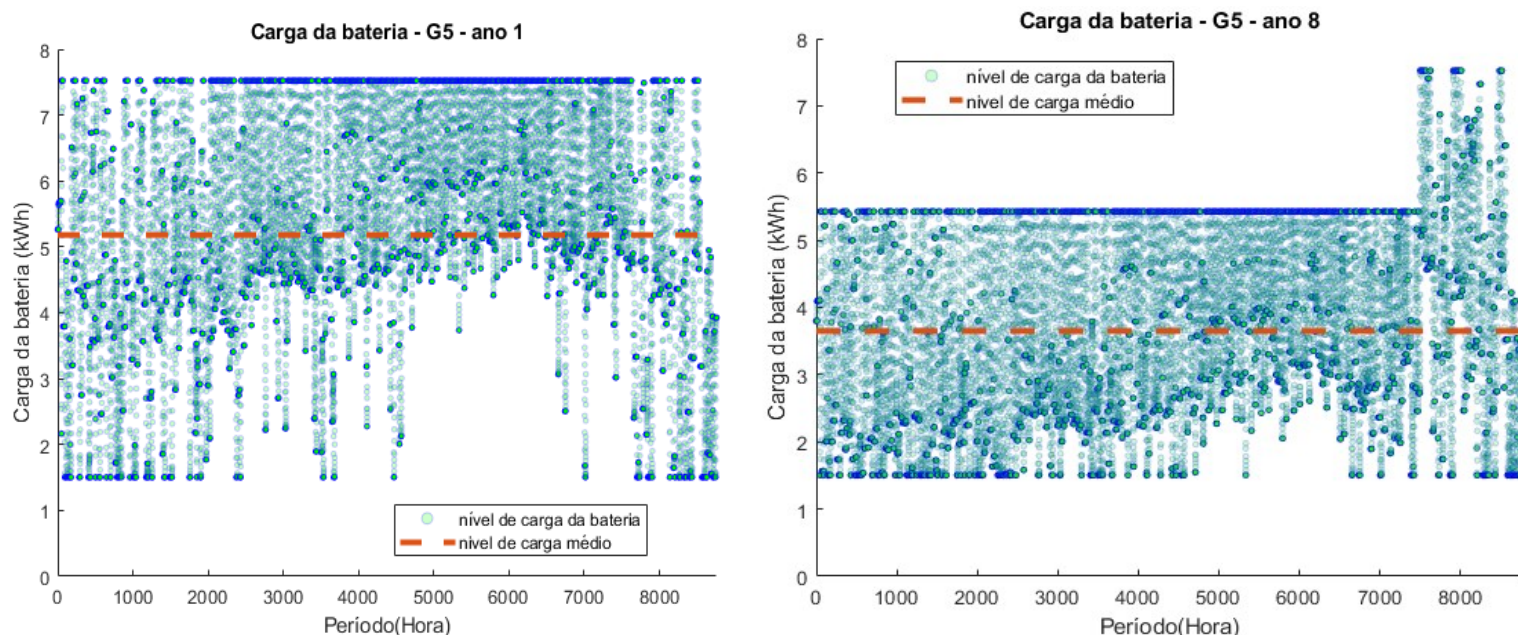 Carga da bateria - G5 - ano 1
Carga da bateria (kWh)
8
7
6
5
4
3
2
1
0
0 1000 2000 3000 4000 5000 6000 7000 8000
Período(Hora)
nível de carga da bateria
nivel de carga médio
Carga da bateria - G5 - ano 8
Carga da bateria (kWh)
8
7
6
5
4
3
2
1
0
0 1000 2000 3000 4000 5000 6000 7000 8000
Período(Hora)
nível de carga da bateria
nivel de carga médio